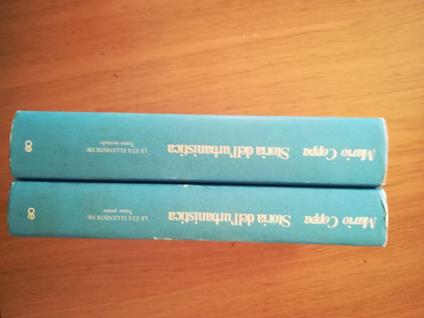 Mario Coppa
Storia dell'urbanistica
LE ETÀ ELLENISTICHE
Tomo secondo
Mario Coppa
Storia dell'urbanistica
LE ETÀ ELLENISTICHE
Tomo primo